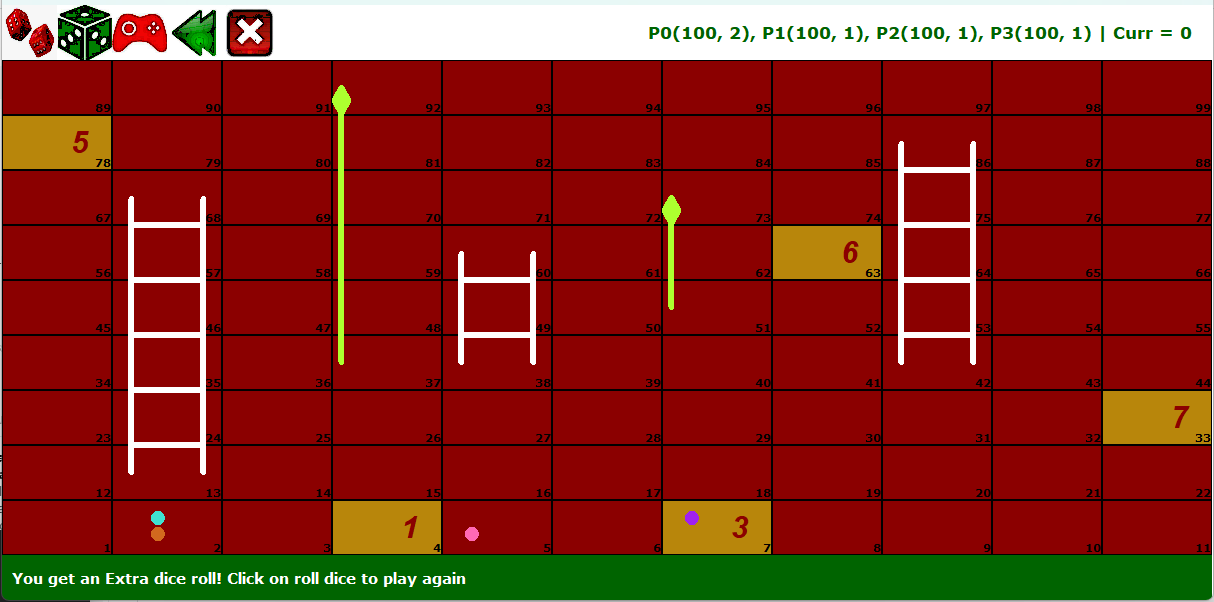 P0(100, 2), P1(100, 1), P2(100, 1), P3(100, 1) | Curr = 0
89 90 91 92 93 94 95 96 97 98 99
5
78 79 80 81 82 83 84 85 86 87 88
67 68 69 70 71 72 73 74 75 76 77
6
56 57 58 59 60 61 62 63 64 65 66
45 46 47 48 49 50 51 52 53 54 55
34 35 36 37 38 39 40 41 42 43 44
7
23 24 25 26 27 28 29 30 31 32 33
12 13 14 15 16 17 18 19 20 21 22
1 3
1 2 3 4 5 6 7 8 9 10 11
You get an Extra dice roll! Click on roll dice to play again